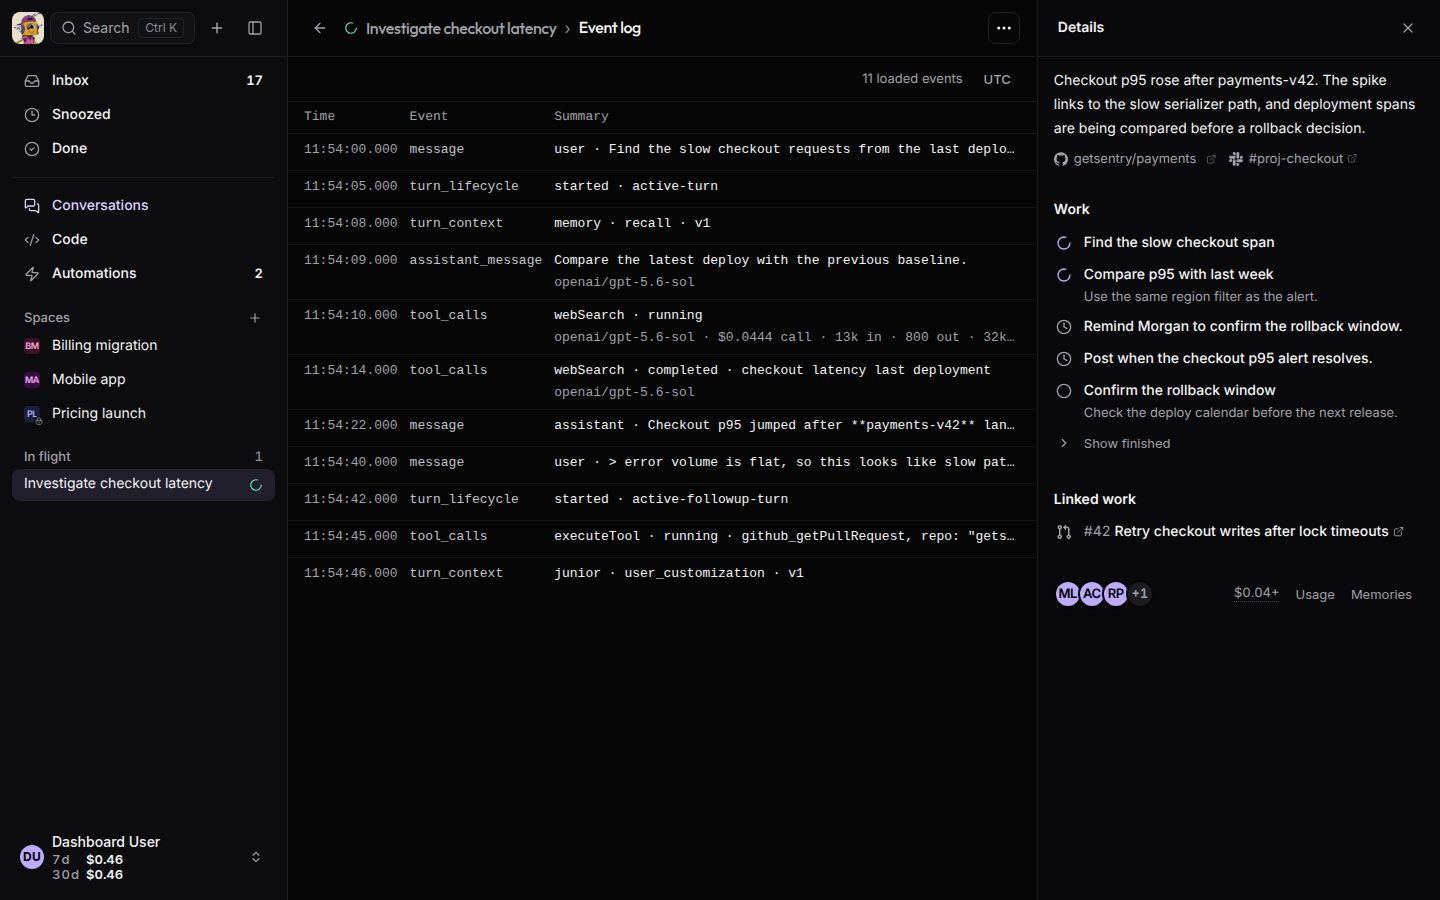 Search Ctrl K
Inbox 17
Snoozed
Done
Conversations
Code
Automations 2
Spaces
BM Billing migration
MA Mobile app
PL Pricing launch
In flight 1
Investigate checkout latency
DU Dashboard User
7d $0.46
30d $0.46
Investigate checkout latency › Event log
11 loaded events UTC
Time Event Summary
11:54:00.000 message user · Find the slow checkout requests from the last deplo…
11:54:05.000 turn_lifecycle started · active-turn
11:54:08.000 turn_context memory · recall · v1
11:54:09.000 assistant_message Compare the latest deploy with the previous baseline.
openai/gpt-5.6-sol
11:54:10.000 tool_calls webSearch · running
openai/gpt-5.6-sol · $0.0444 call · 13k in · 800 out · 32k…
11:54:14.000 tool_calls webSearch · completed · checkout latency last deployment
openai/gpt-5.6-sol
11:54:22.000 message assistant · Checkout p95 jumped after **payments-v42** lan…
11:54:40.000 message user · > error volume is flat, so this looks like slow pat…
11:54:42.000 turn_lifecycle started · active-followup-turn
11:54:45.000 tool_calls executeTool · running · github_getPullRequest, repo: "gets…
11:54:46.000 turn_context junior · user_customization · v1
Details
Checkout p95 rose after payments-v42. The spike
links to the slow serializer path, and deployment spans
are being compared before a rollback decision.
getsentry/payments #proj-checkout
Work
Find the slow checkout span
Compare p95 with last week
Use the same region filter as the alert.
Remind Morgan to confirm the rollback window.
Post when the checkout p95 alert resolves.
Confirm the rollback window
Check the deploy calendar before the next release.
Show finished
Linked work
#42 Retry checkout writes after lock timeouts
ML AC RP +1 $0.04+ Usage Memories